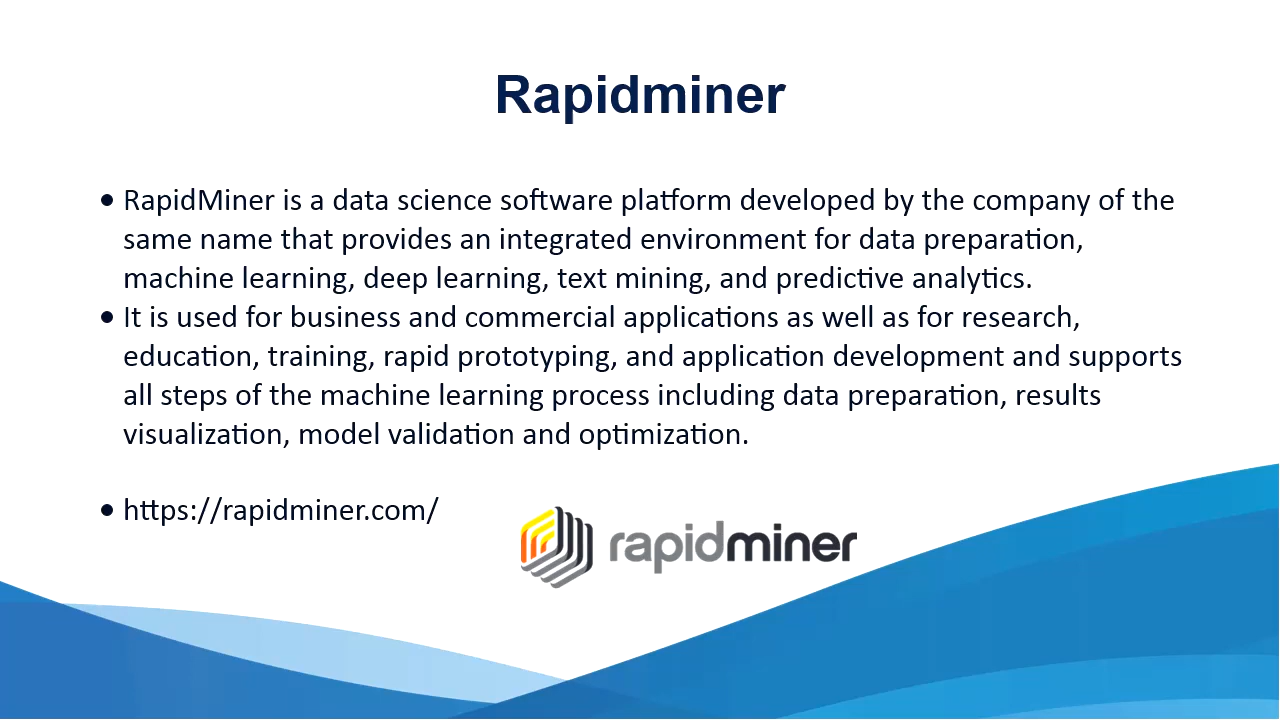 Rapidminer
• RapidMiner is a data science software platform developed by the company of the
same name that provides an integrated environment for data preparation,
machine learning, deep learning, text mining, and predictive analytics.
• It is used for business and commercial applications as well as for research,
education, training, rapid prototyping, and application development and supports
all steps of the machine learning process including data preparation, results
visualization, model validation and optimization.
• https://rapidminer.com/
rapidminer